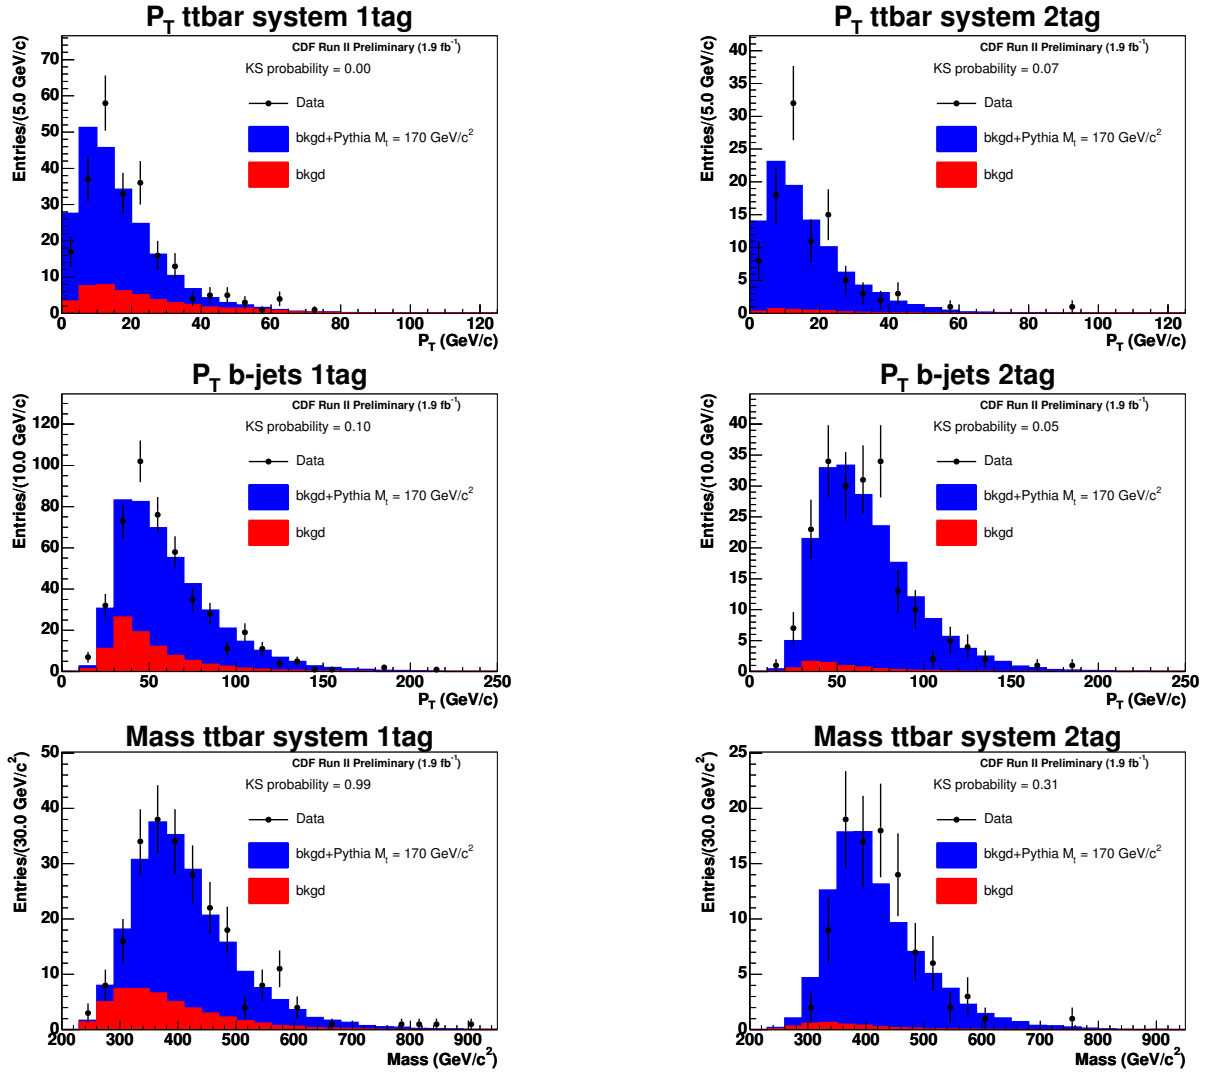 P_T ttbar system 1tag
CDF Run II Preliminary (1.9 fb^-1)
KS probability = 0.00
Data
bkgd+Pythia M_t = 170 GeV/c^2
bkgd
Entries/(5.0 GeV/c)
70
60
50
40
30
20
10
0
0 20 40 60 80 100 120
P_T (GeV/c)
P_T ttbar system 2tag
CDF Run II Preliminary (1.9 fb^-1)
KS probability = 0.07
Data
bkgd+Pythia M_t = 170 GeV/c^2
bkgd
Entries/(5.0 GeV/c)
40
35
30
25
20
15
10
5
0
0 20 40 60 80 100 120
P_T (GeV/c)
P_T b-jets 1tag
CDF Run II Preliminary (1.9 fb^-1)
KS probability = 0.10
Data
bkgd+Pythia M_t = 170 GeV/c^2
bkgd
Entries/(10.0 GeV/c)
120
100
80
60
40
20
0
0 50 100 150 200 250
P_T (GeV/c)
P_T b-jets 2tag
CDF Run II Preliminary (1.9 fb^-1)
KS probability = 0.05
Data
bkgd+Pythia M_t = 170 GeV/c^2
bkgd
Entries/(10.0 GeV/c)
40
35
30
25
20
15
10
5
0
0 50 100 150 200 250
P_T (GeV/c)
Mass ttbar system 1tag
CDF Run II Preliminary (1.9 fb^-1)
KS probability = 0.99
Data
bkgd+Pythia M_t = 170 GeV/c^2
bkgd
Entries/(30.0 GeV/c^2)
50
40
30
20
10
0
200 300 400 500 600 700 800 900
Mass (GeV/c^2)
Mass ttbar system 2tag
CDF Run II Preliminary (1.9 fb^-1)
KS probability = 0.31
Data
bkgd+Pythia M_t = 170 GeV/c^2
bkgd
Entries/(30.0 GeV/c^2)
25
20
15
10
5
0
200 300 400 500 600 700 800 900
Mass (GeV/c^2)